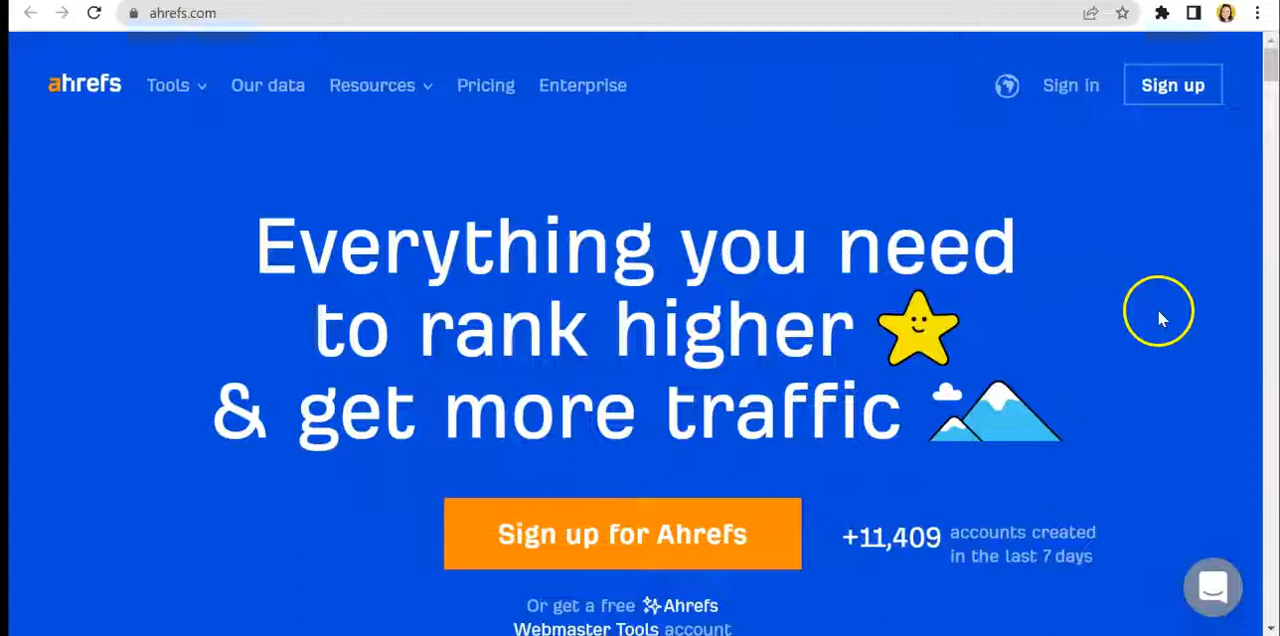 ahrefs.com
ahrefs Tools Our data Resources Pricing Enterprise Sign in Sign up
Everything you need
to rank higher
& get more traffic
Sign up for Ahrefs
+11,409 accounts created
in the last 7 days
Or get a free Ahrefs
Webmaster Tools account